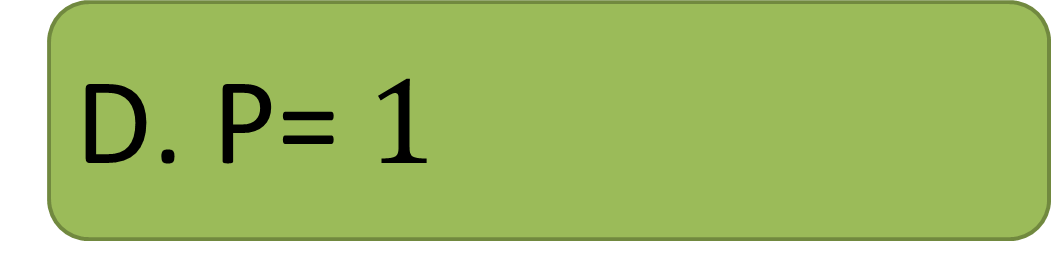 D. P= 1